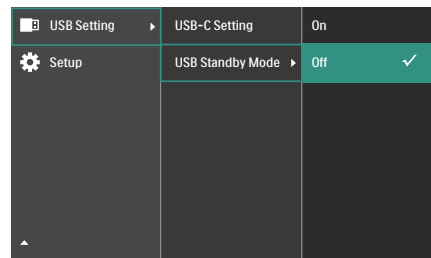 USB Setting
USB-C Setting
On
Setup
USB Standby Mode
Off